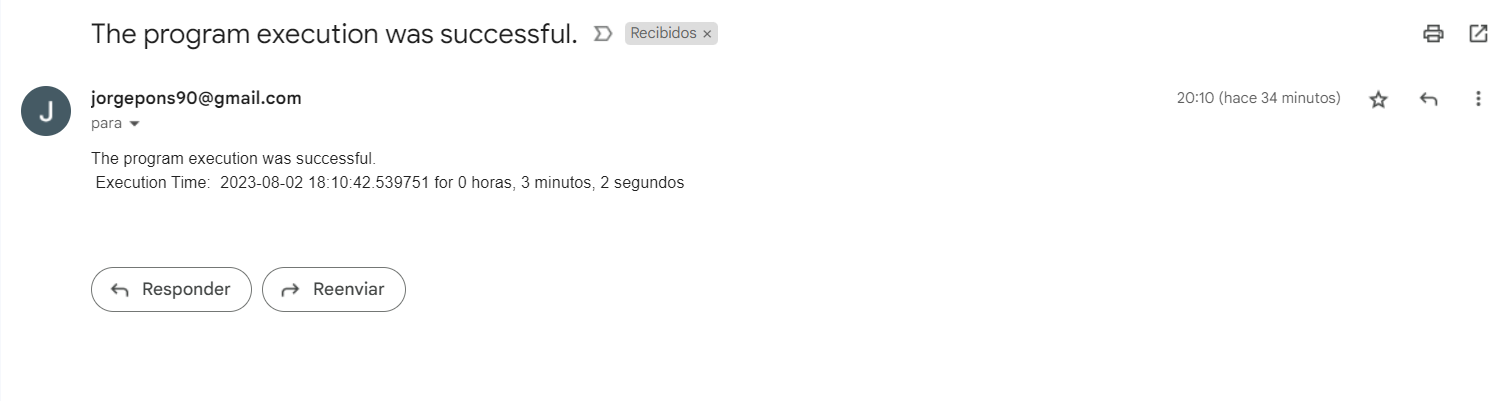 The program execution was successful. Recibidos ×
J
jorgepons90@gmail.com 20:10 (hace 34 minutos)
para
The program execution was successful.
Execution Time: 2023-08-02 18:10:42.539751 for 0 horas, 3 minutos, 2 segundos
Responder Reenviar